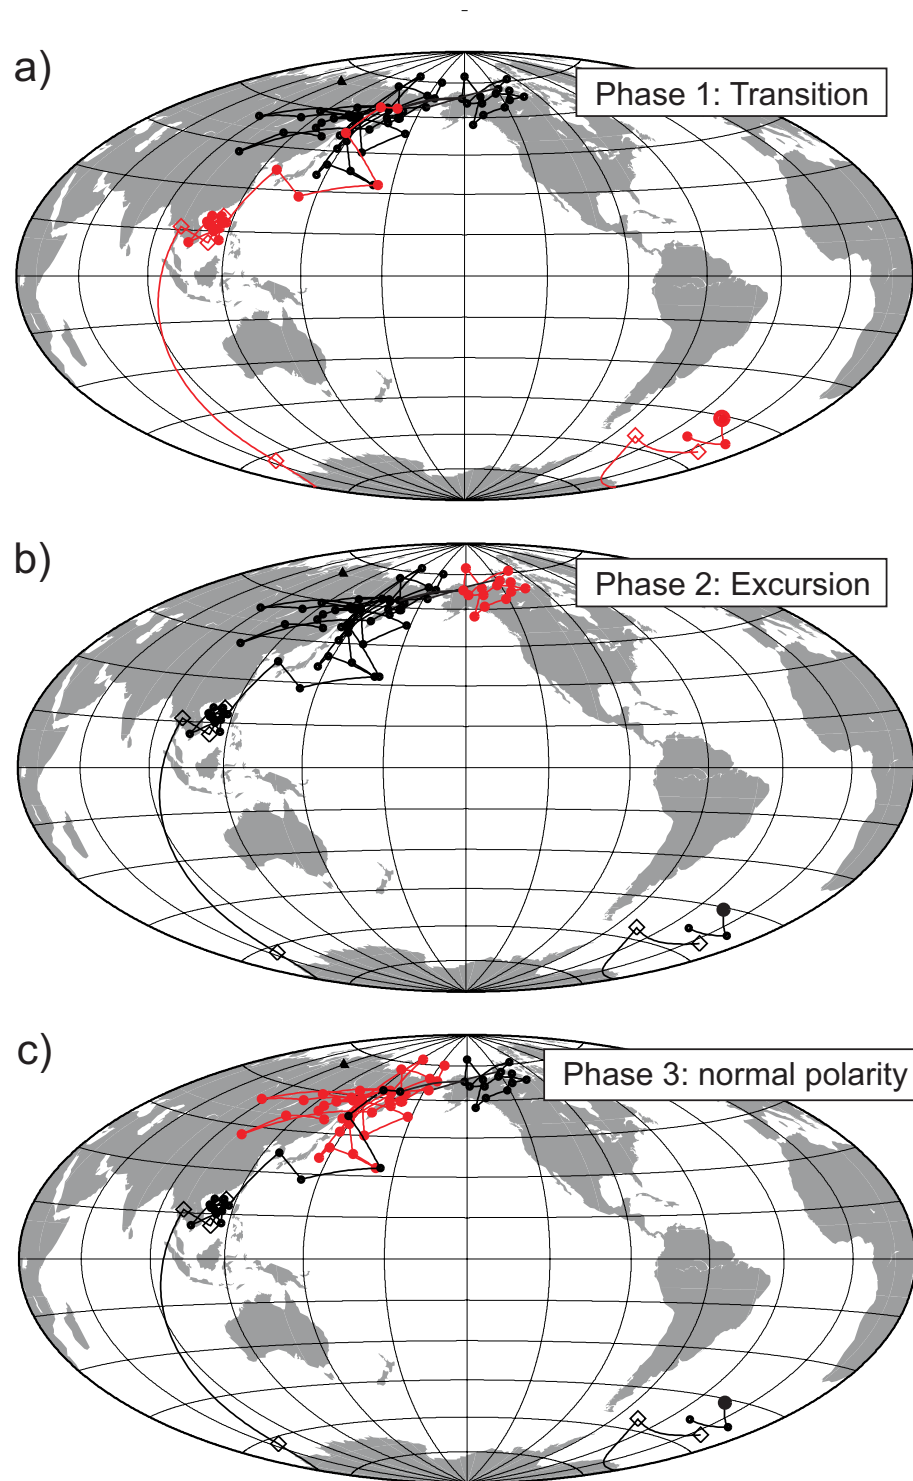 a)
Phase 1: Transition
b)
Phase 2: Excursion
c)
Phase 3: normal polarity